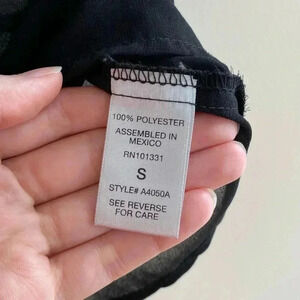 100% POLYESTER
ASSEMBLED IN
MEXICO
RN101331
S
STYLE# A4050A
SEE REVERSE
FOR CARE